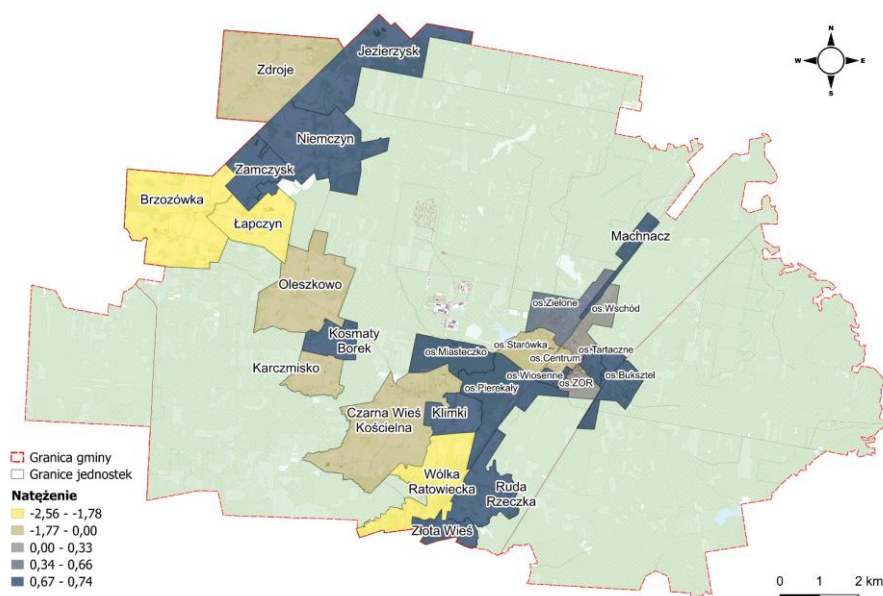 N
W
E
S
Jezierzysk
Zdroje
Niemczyn
Zamczysk
Brzozówka
Łapczyn
Machnacz
Oleszkowo
os.Zielone
os.Wschód
Kosmaty
Borek
os.Starówka
os.Miasteczko
os.Tartaczne
os.Centrum
Karczmisko
os.Wiosenne
os.Buksztel
os.ZOR
os.Pierekały
Czarna Wieś
Kościelna
Klimki
Granica gminy
Granice jednostek
Wólka
Ratowiecka
Ruda
Rzeczka
Złota Wieś
Natężenie
-2,56 - -1,78
-1,77 - 0,00
0,00 - 0,33
0,34 - 0,66
0,67 - 0,74
0 1 2 km